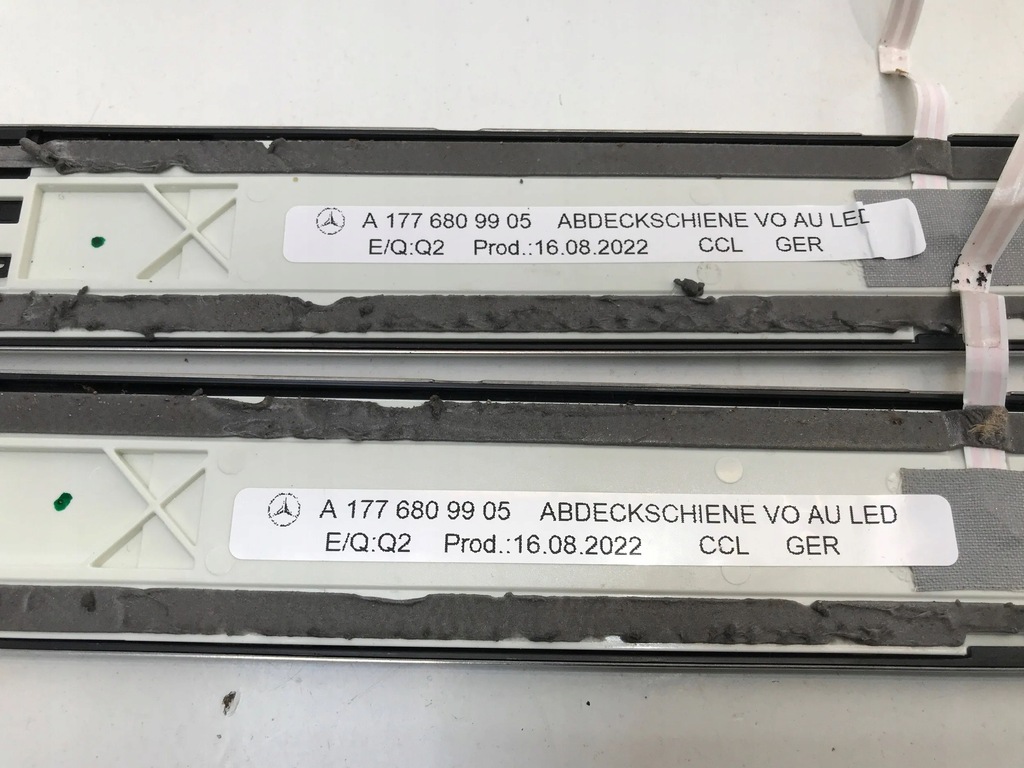 A 177 680 99 05 ABDECKSCHIENE VO AU LED
E/Q:Q2 Prod.:16.08.2022 CCL GER
A 177 680 99 05 ABDECKSCHIENE VO AU LED
E/Q:Q2 Prod.:16.08.2022 CCL GER